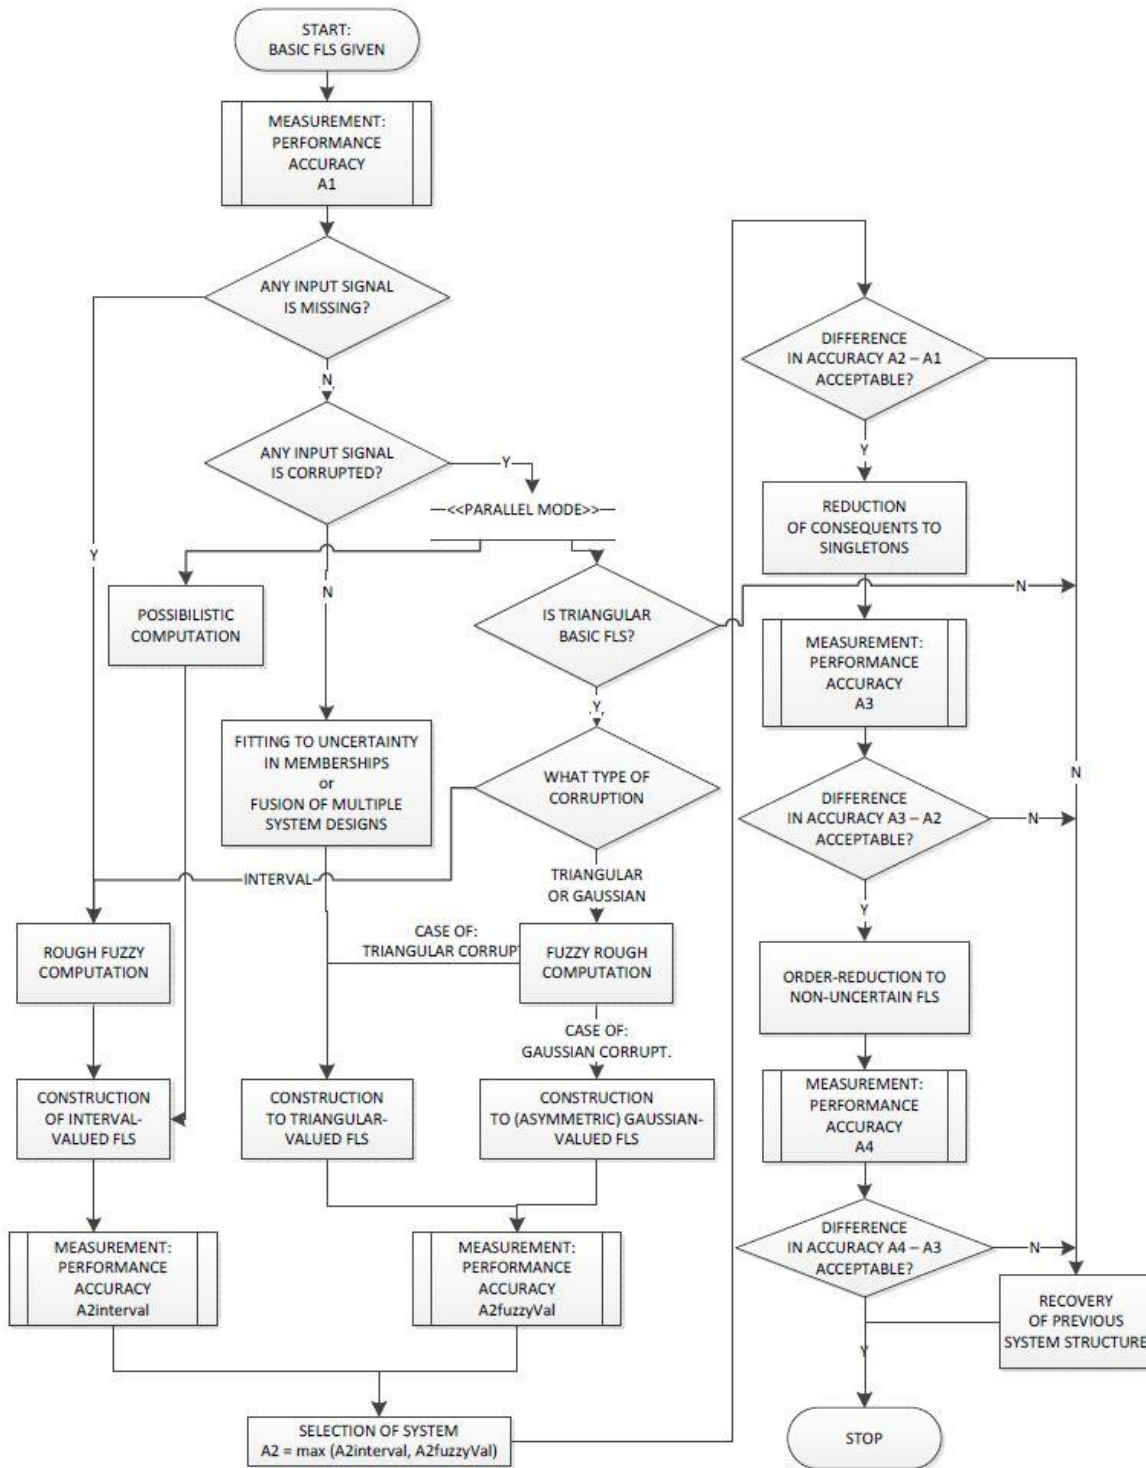 START:
BASIC FLS GIVEN
MEASUREMENT:
PERFORMANCE
ACCURACY
A1
ANY INPUT SIGNAL
IS MISSING?
N
Y
ANY INPUT SIGNAL
IS CORRUPTED?
Y
<<PARALLEL MODE>>
N
POSSIBILISTIC
COMPUTATION
IS TRIANGULAR
BASIC FLS?
N
Y
FITTING TO UNCERTAINTY
IN MEMBERSHIPS
or
FUSION OF MULTIPLE
SYSTEM DESIGNS
WHAT TYPE OF
CORRUPTION
INTERVAL
TRIANGULAR
OR GAUSSIAN
ROUGH FUZZY
COMPUTATION
CASE OF:
TRIANGULAR CORRUPT
FUZZY ROUGH
COMPUTATION
CASE OF:
GAUSSIAN CORRUPT.
CONSTRUCTION
OF INTERVAL-
VALUED FLS
CONSTRUCTION
TO TRIANGULAR-
VALUED FLS
CONSTRUCTION
TO (ASYMMETRIC) GAUSSIAN-
VALUED FLS
MEASUREMENT:
PERFORMANCE
ACCURACY
A2interval
MEASUREMENT:
PERFORMANCE
ACCURACY
A2fuzzyVal
SELECTION OF SYSTEM
A2 = max (A2interval, A2fuzzyVal)
DIFFERENCE
IN ACCURACY A2 – A1
ACCEPTABLE?
Y
N
REDUCTION
OF CONSEQUENTS TO
SINGLETONS
MEASUREMENT:
PERFORMANCE
ACCURACY
A3
DIFFERENCE
IN ACCURACY A3 – A2
ACCEPTABLE?
N
Y
ORDER-REDUCTION TO
NON-UNCERTAIN FLS
MEASUREMENT:
PERFORMANCE
ACCURACY
A4
DIFFERENCE
IN ACCURACY A4 – A3
ACCEPTABLE?
N
Y
RECOVERY
OF PREVIOUS
SYSTEM STRUCTURE
STOP